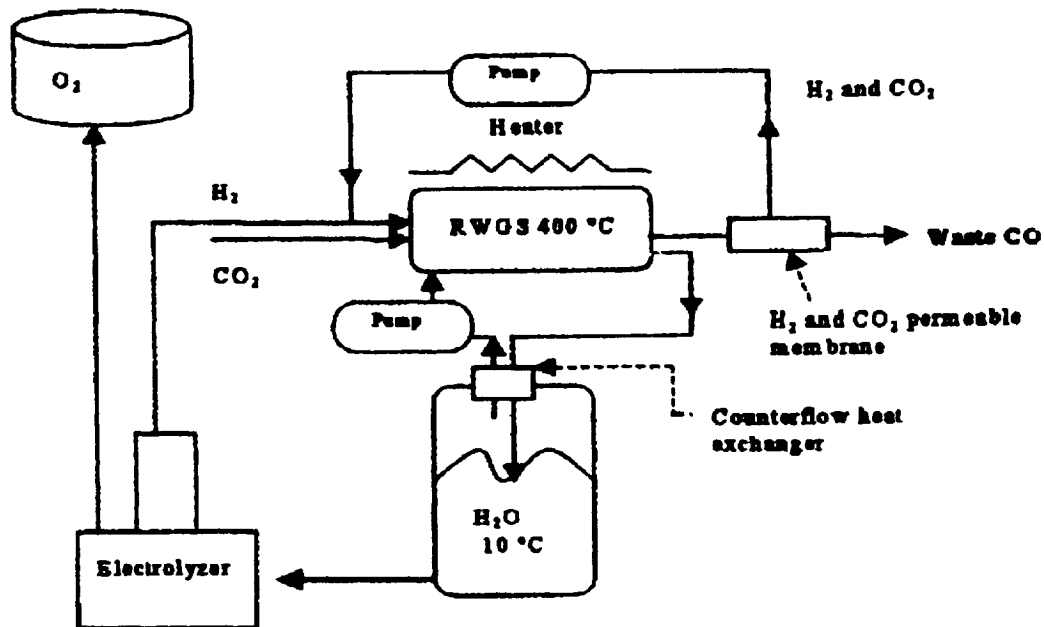 O₂
Pump
H₂ and CO₂
Heater
H₂
RWGS 400 °C
Waste CO
CO₂
Pump
H₂ and CO₂ permeable
membrane
Counterflow heat
exchanger
H₂O
10 °C
Electrolyzer